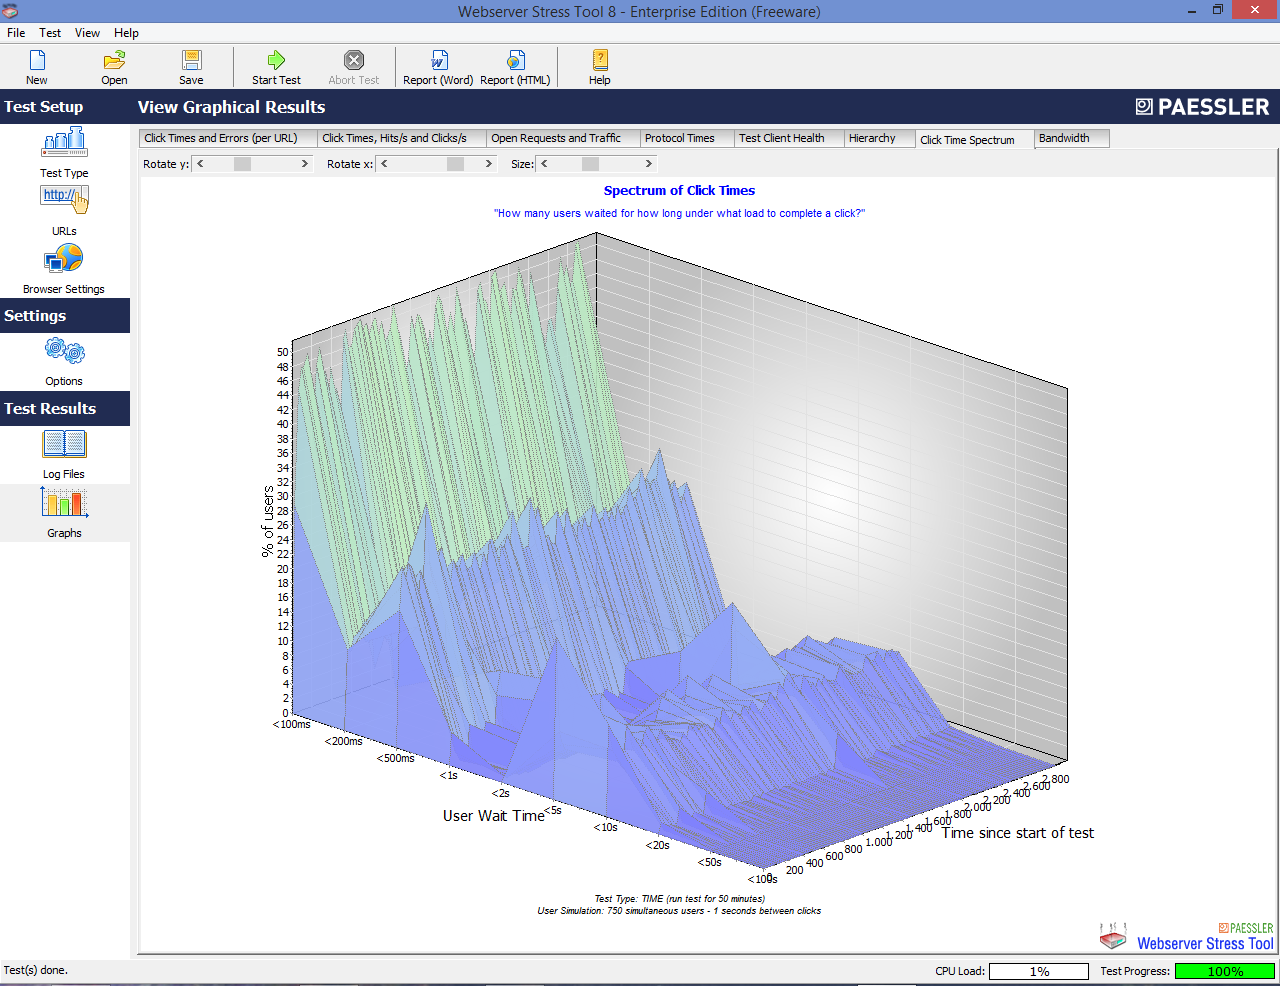 Webserver Stress Tool 8 - Enterprise Edition (Freeware)
File Test View Help
New Open Save Start Test Abort Test Report (Word) Report (HTML) Help
Test Setup
View Graphical Results
PAESSLER
Test Type
http://
URLs
Browser Settings
Settings
Options
Test Results
Log Files
Graphs
Click Times and Errors (per URL) Click Times, Hits/s and Clicks/s Open Requests and Traffic Protocol Times Test Client Health Hierarchy Click Time Spectrum Bandwidth
Rotate y: Rotate x: Size:
Spectrum of Click Times
"How many users waited for how long under what load to complete a click?"
50
48
46
44
42
40
38
36
34
32
30
28
26
24
22
20
18
16
14
12
10
8
6
4
2
0
% of users
<100ms
<200ms
<500ms
<1s
<2s
<5s
<10s
<20s
<50s
<100s
User Wait Time
0
200
400
600
800
1.000
1.200
1.400
1.600
1.800
2.000
2.200
2.400
2.600
2.800
Time since start of test
Test Type: TIME (run test for 50 minutes)
User Simulation: 750 simultaneous users - 1 seconds between clicks
PAESSLER
Webserver Stress Tool
Test(s) done.
CPU Load: 1% Test Progress: 100%